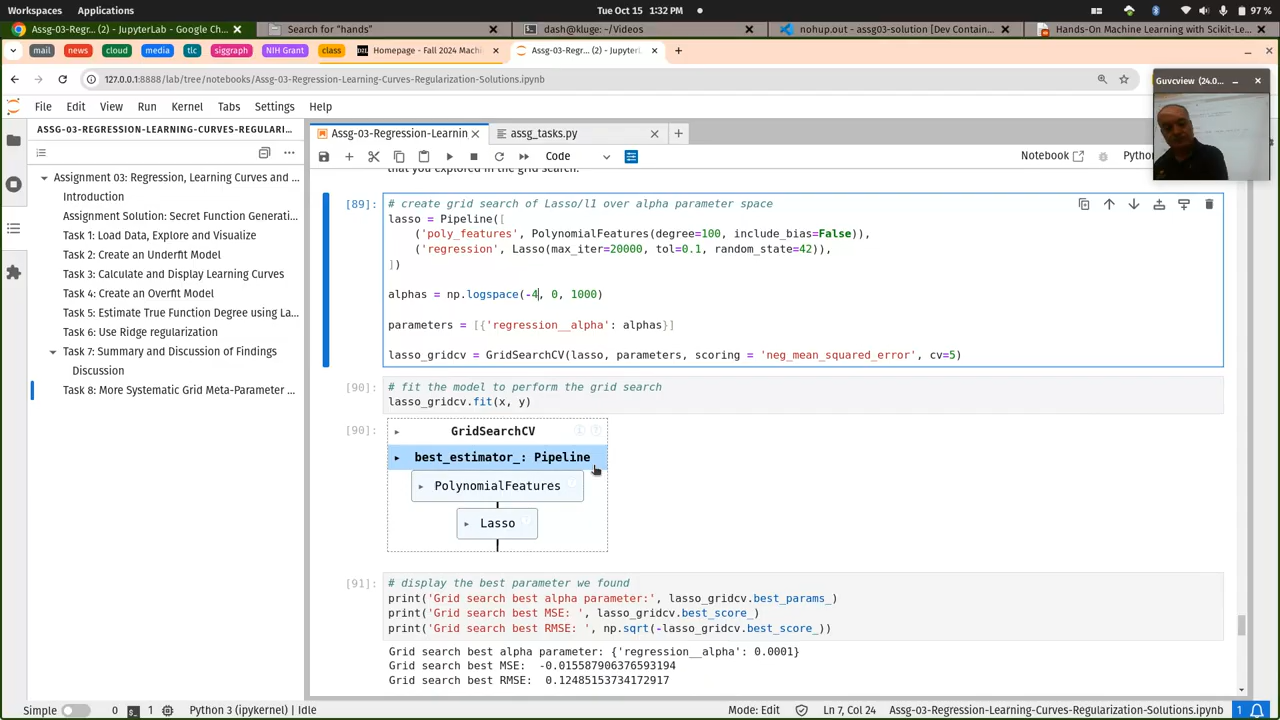 Workspaces Applications Tue Oct 15 1:32 PM 97 %
Assg-03-Regr... (2) - JupyterLab - Google Chrome Search for “hands” dash@kluge: ~/Videos nohup.out - assg03-solution [Dev Contain... Hands-On Machine Learning with Scikit-Le...
mail news cloud media tlc siggraph NIH Grant class Homepage - Fall 2024 Machi Assg-03-Regr... (2) - JupyterL
127.0.0.1:8888/lab/tree/notebooks/Assg-03-Regression-Learning-Curves-Regularization-Solutions.ipynb
Guvcview (24.0...
File Edit View Run Kernel Tabs Settings Help
ASSG-03-REGRESSION-LEARNING-CURVES-REGULARI...
Assg-03-Regression-Learnin assg_tasks.py
Code Notebook Python
Assignment 03: Regression, Learning Curves and ...
Introduction
Assignment Solution: Secret Function Generati...
Task 1: Load Data, Explore and Visualize
Task 2: Create an Underfit Model
Task 3: Calculate and Display Learning Curves
Task 4: Create an Overfit Model
Task 5: Estimate True Function Degree using La...
Task 6: Use Ridge regularization
Task 7: Summary and Discussion of Findings
Discussion
Task 8: More Systematic Grid Meta-Parameter ...
that you explored in the grid search.
[89]: # create grid search of Lasso/l1 over alpha parameter space
lasso = Pipeline([
('poly_features', PolynomialFeatures(degree=100, include_bias=False)),
('regression', Lasso(max_iter=20000, tol=0.1, random_state=42)),
])
alphas = np.logspace(-4, 0, 1000)
parameters = [{'regression__alpha': alphas}]
lasso_gridcv = GridSearchCV(lasso, parameters, scoring = 'neg_mean_squared_error', cv=5)
[90]: # fit the model to perform the grid search
lasso_gridcv.fit(x, y)
[90]: GridSearchCV
best_estimator_: Pipeline
PolynomialFeatures
Lasso
[91]: # display the best parameter we found
print('Grid search best alpha parameter:', lasso_gridcv.best_params_)
print('Grid search best MSE: ', lasso_gridcv.best_score_)
print('Grid search best RMSE: ', np.sqrt(-lasso_gridcv.best_score_))
Grid search best alpha parameter: {'regression__alpha': 0.0001}
Grid search best MSE: -0.015587906376593194
Grid search best RMSE: 0.12485153734172917
Simple 0 1 Python 3 (ipykernel) | Idle Mode: Edit Ln 7, Col 24 Assg-03-Regression-Learning-Curves-Regularization-Solutions.ipynb 1